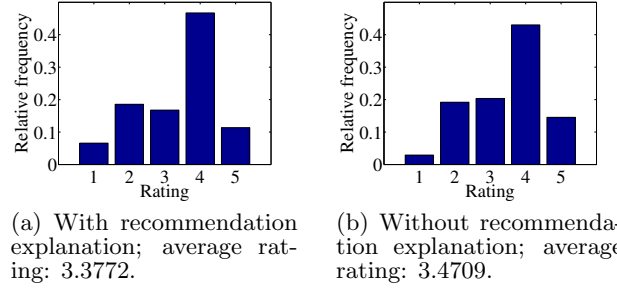 0.4
0.3
0.2
0.1
0
Relative frequency
1 2 3 4 5
Rating
(a) With recommendation
explanation; average rat-
ing: 3.3772.
0.4
0.3
0.2
0.1
0
Relative frequency
1 2 3 4 5
Rating
(b) Without recommenda-
tion explanation; average
rating: 3.4709.